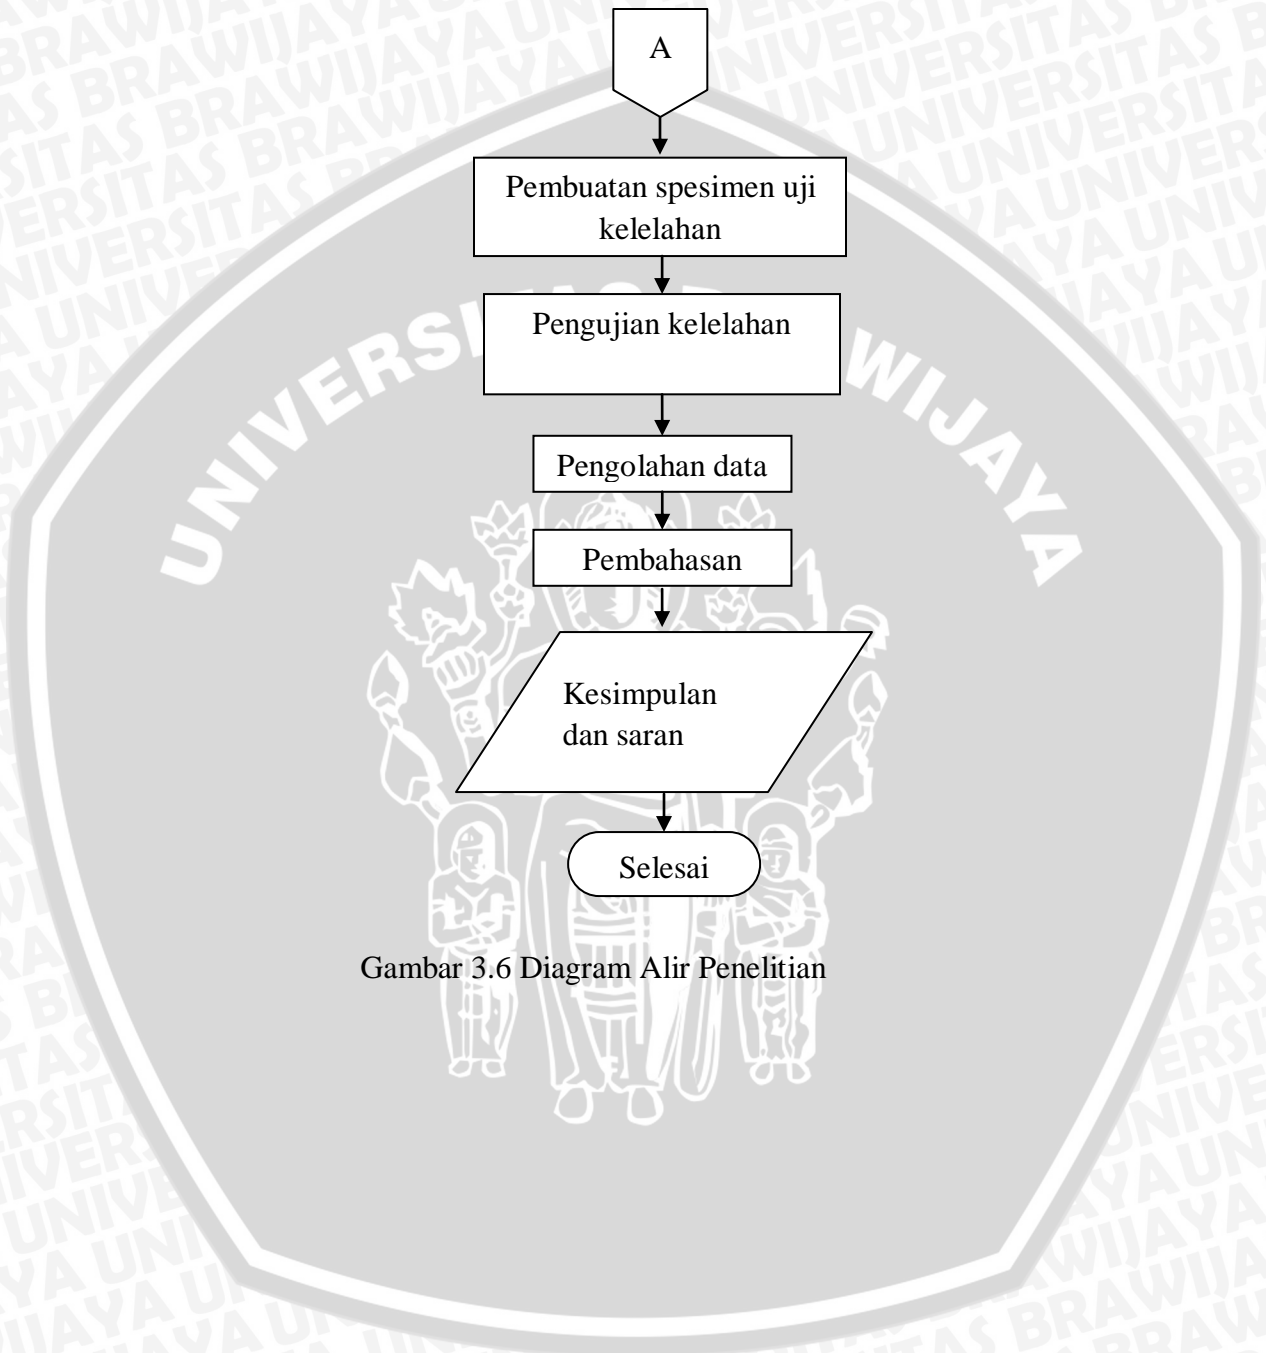 A
Pembuatan spesimen uji
kelelahan
Pengujian kelelahan
Pengolahan data
Pembahasan
Kesimpulan
dan saran
Selesai
Gambar 3.6 Diagram Alir Penelitian